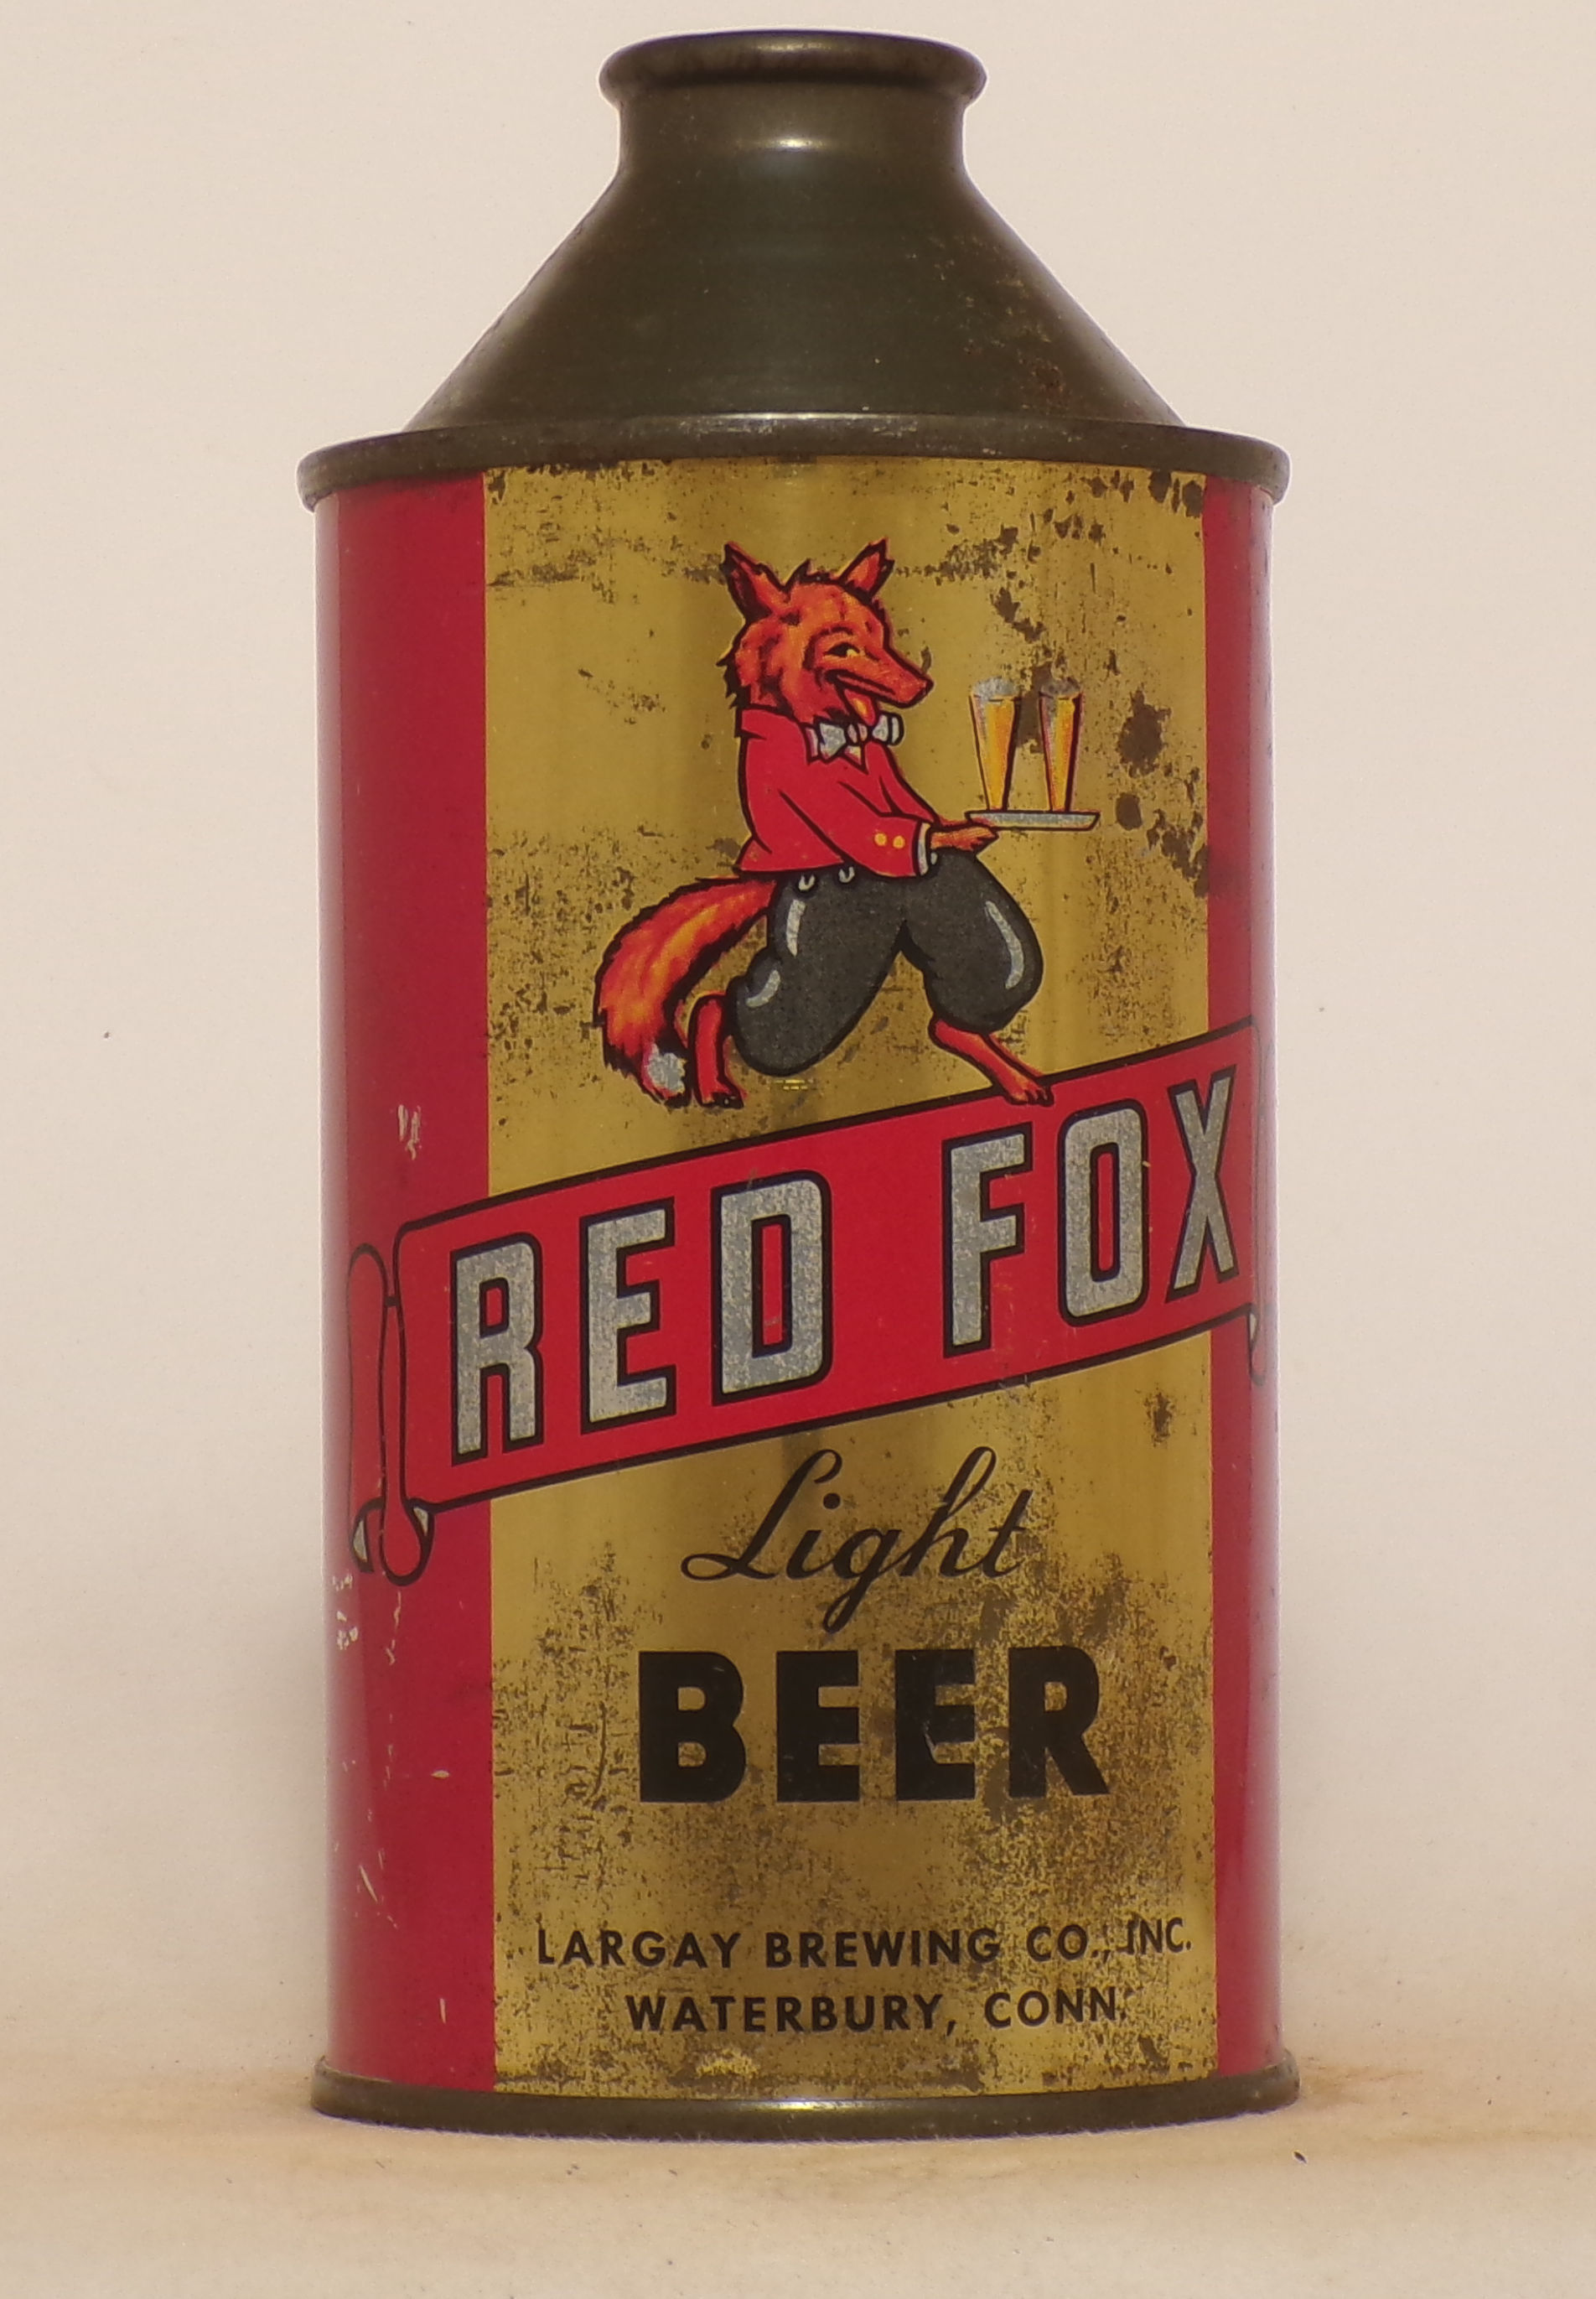 RED FOX
Light
BEER
LARGAY BREWING CO., INC.
WATERBURY, CONN.